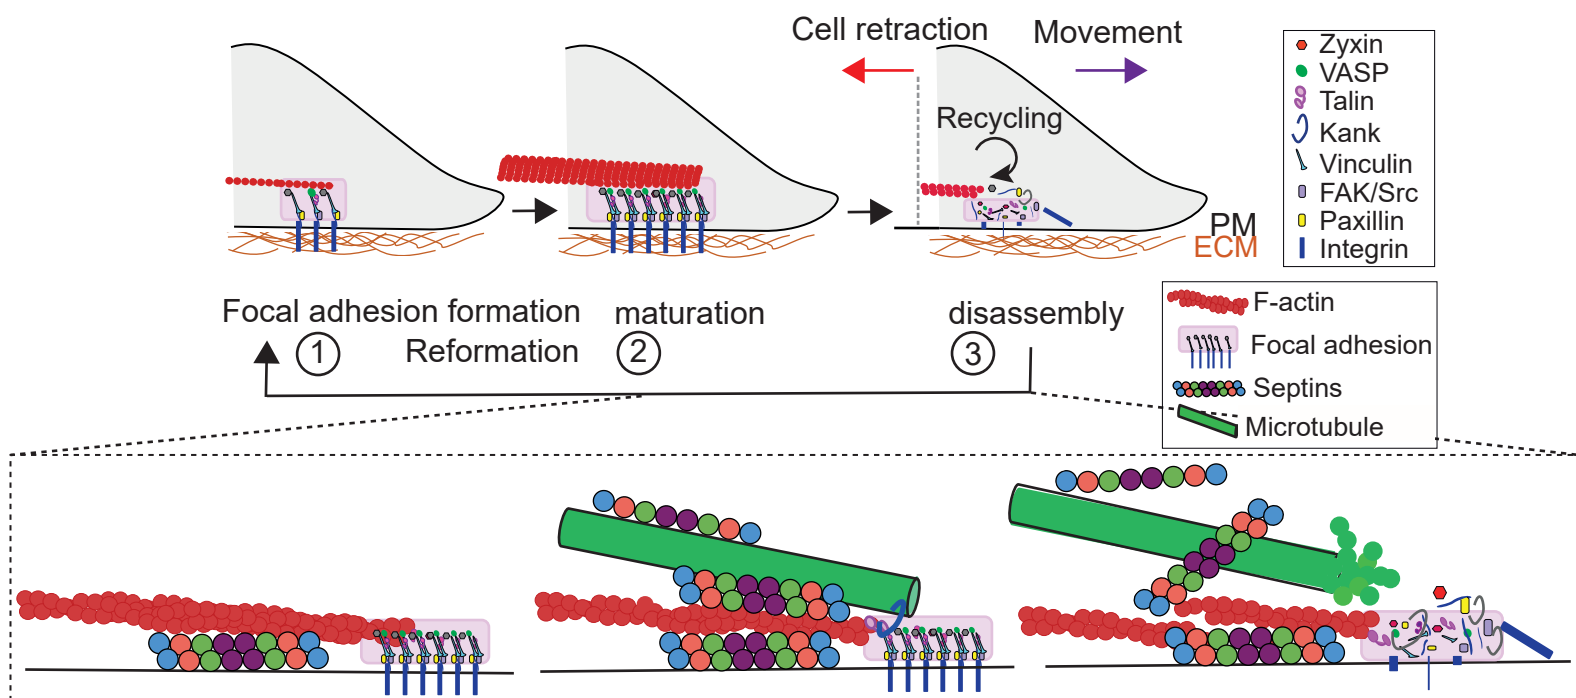 Cell retraction
Movement
Recycling
PM
ECM
Zyxin
VASP
Talin
Kank
Vinculin
FAK/Src
Paxillin
Integrin
Focal adhesion formation
maturation
disassembly
1
Reformation
2
3
F-actin
Focal adhesion
Septins
Microtubule